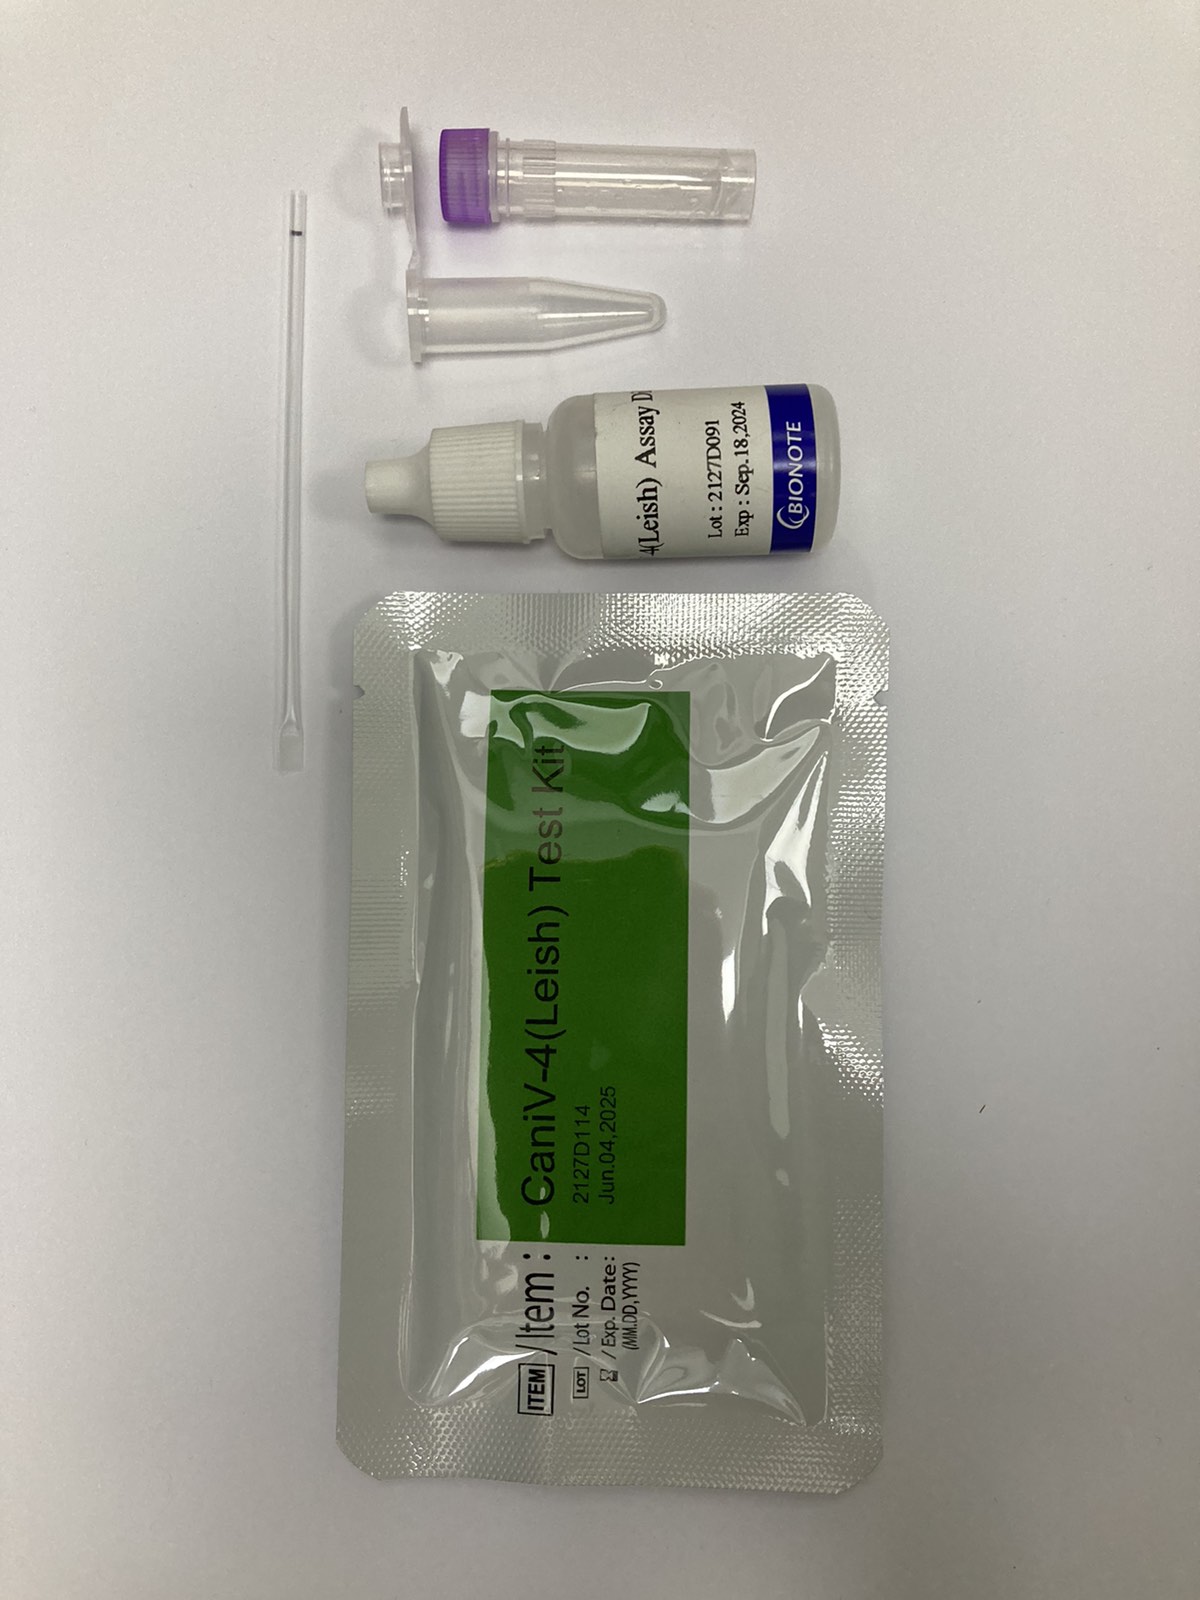 ITEM /Item: CaniV-4(Leish) Test Kit
LOT /Lot No. : 2127D114
/Exp. Date: Jun.04,2025
(MM.DD,YYYY)
-4(Leish) Assay
Lot : 2127D091
Exp : Sep.18,2024
BIONOTE